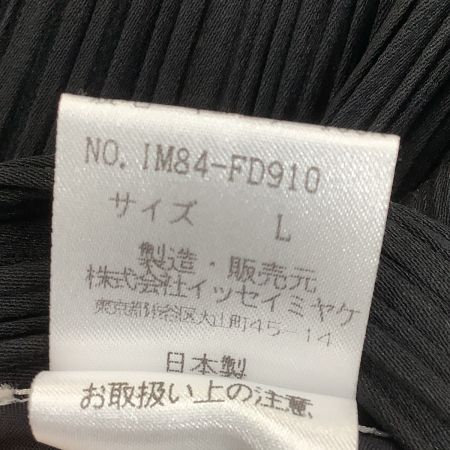 NO. IM84-FD910
サイズ L
製造・販売元
株式会社イッセイミヤケ
東京都渋谷区大山町45-14
日本製
お取扱い上の注意